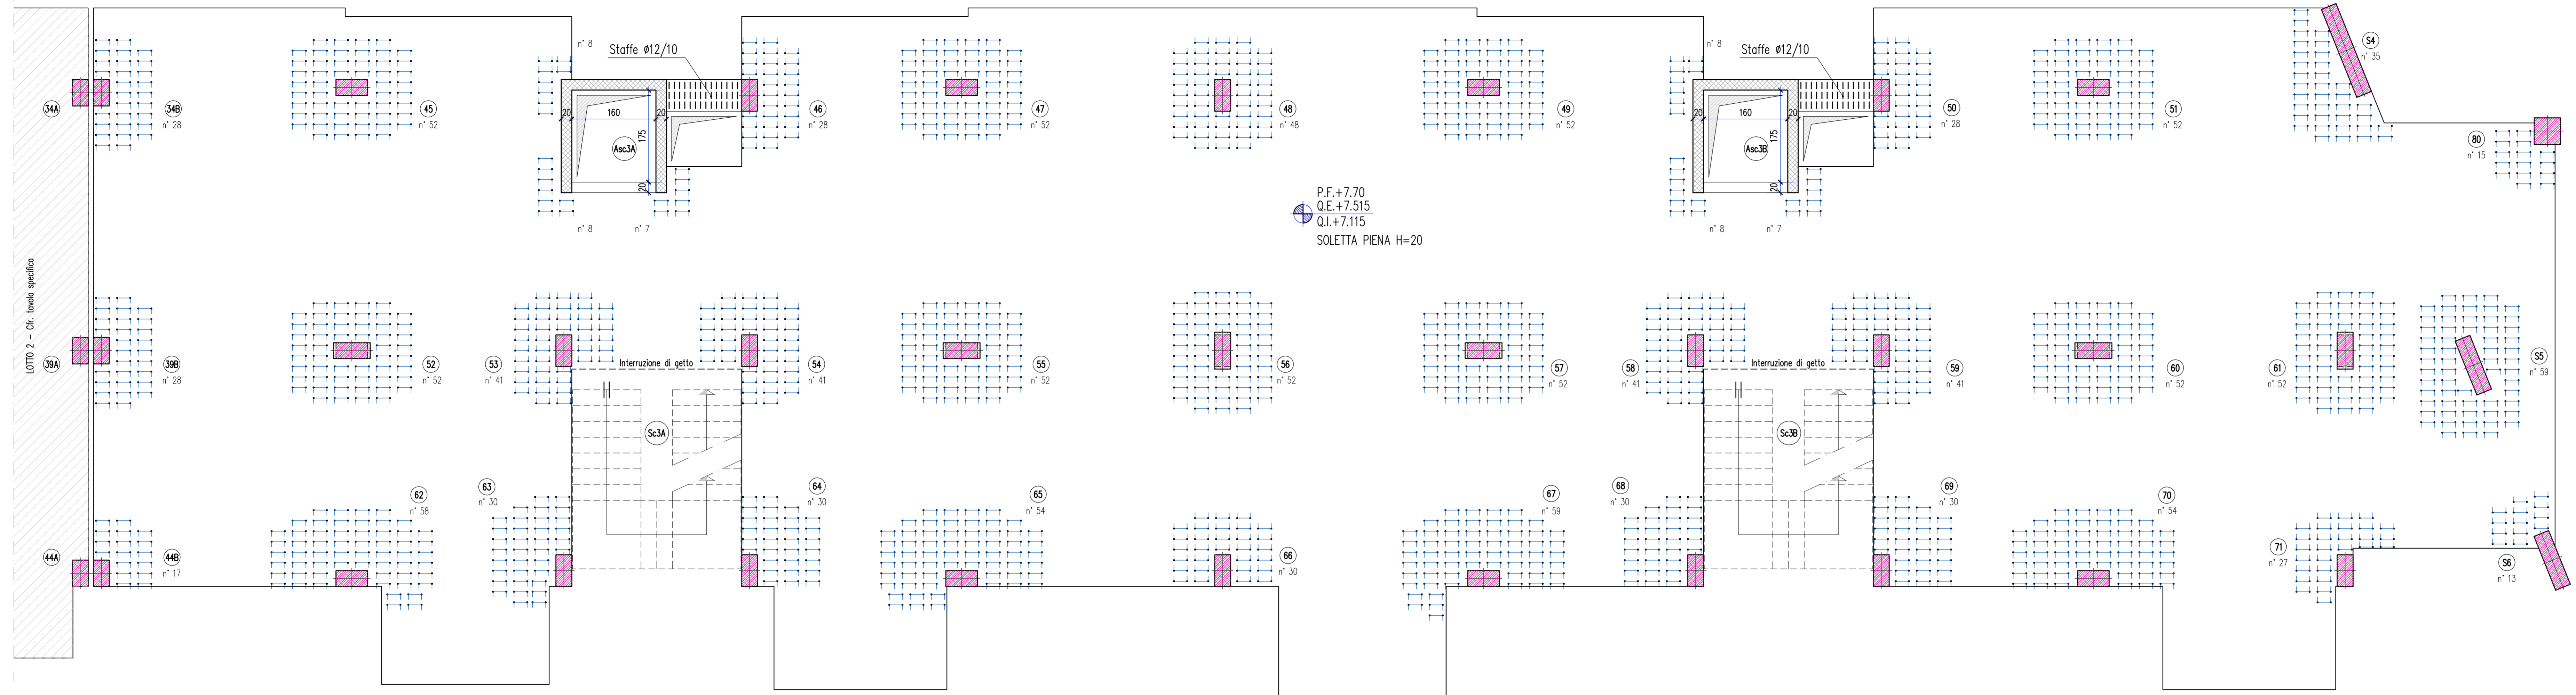 n° 8
Staffe ø12/10
n° 8
Staffe ø12/10
S4
n° 35
34A
34B
n° 28
45
n° 52
20
160
20
175
Asc3A
20
46
n° 28
47
n° 52
48
n° 48
49
n° 52
20
160
20
175
Asc3B
20
50
n° 28
51
n° 52
80
n° 15
P.F.+7.70
Q.E.+7.515
Q.I.+7.115
SOLETTA PIENA H=20
n° 8
n° 7
n° 8
n° 7
LOTTO 2 - Cfr. tavola specifica
39A
39B
n° 28
52
n° 52
53
n° 41
Interruzione di getto
54
n° 41
55
n° 52
56
n° 52
57
n° 52
58
n° 41
Interruzione di getto
59
n° 41
60
n° 52
61
n° 52
S5
n° 59
Sc3A
Sc3B
44A
44B
n° 17
62
n° 58
63
n° 30
64
n° 30
65
n° 54
66
n° 30
67
n° 59
68
n° 30
69
n° 30
70
n° 54
71
n° 27
S6
n° 13